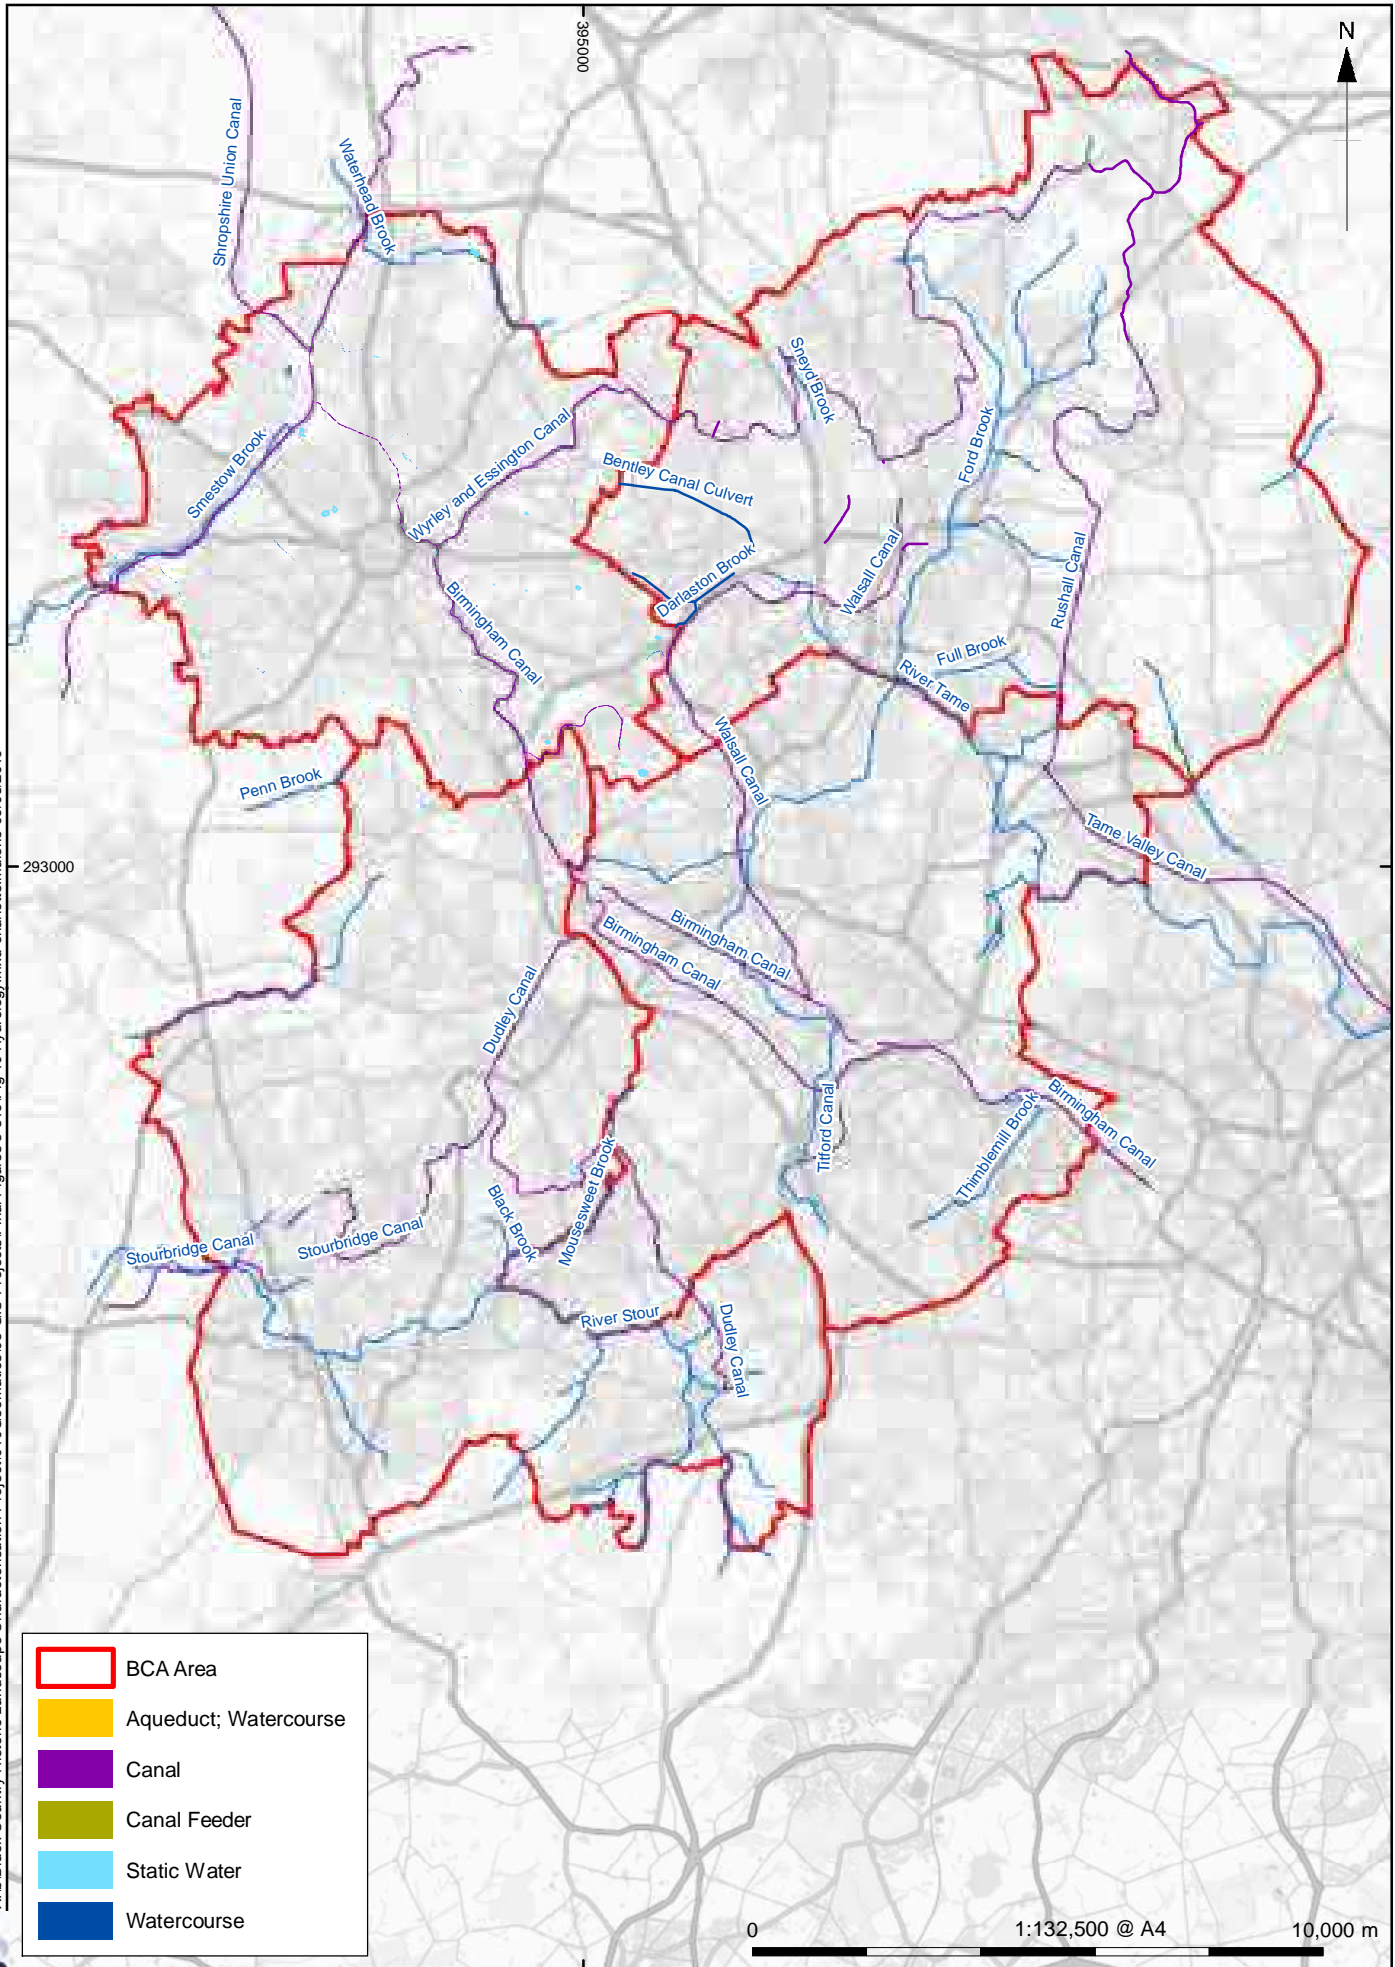 395000
N
Shropshire Union Canal
Waterhead Brook
Sneyd Brook
Smestow Brook
Wyrley and Essington Canal
Bentley Canal Culvert
Ford Brook
Darlaston Brook
Walsall Canal
Rushall Canal
Birmingham Canal
Full Brook
River Tame
Walsall Canal
Penn Brook
293000
Tame Valley Canal
Birmingham Canal
Birmingham Canal
Dudley Canal
Titford Canal
Thimblemill Brook
Birmingham Canal
Mousesweet Brook
Black Brook
Stourbridge Canal
Stourbridge Canal
River Stour
Dudley Canal
BCA Area
Aqueduct; Watercourse
Canal
Canal Feeder
Static Water
Watercourse
0 1:132,500 @ A4 10,000 m